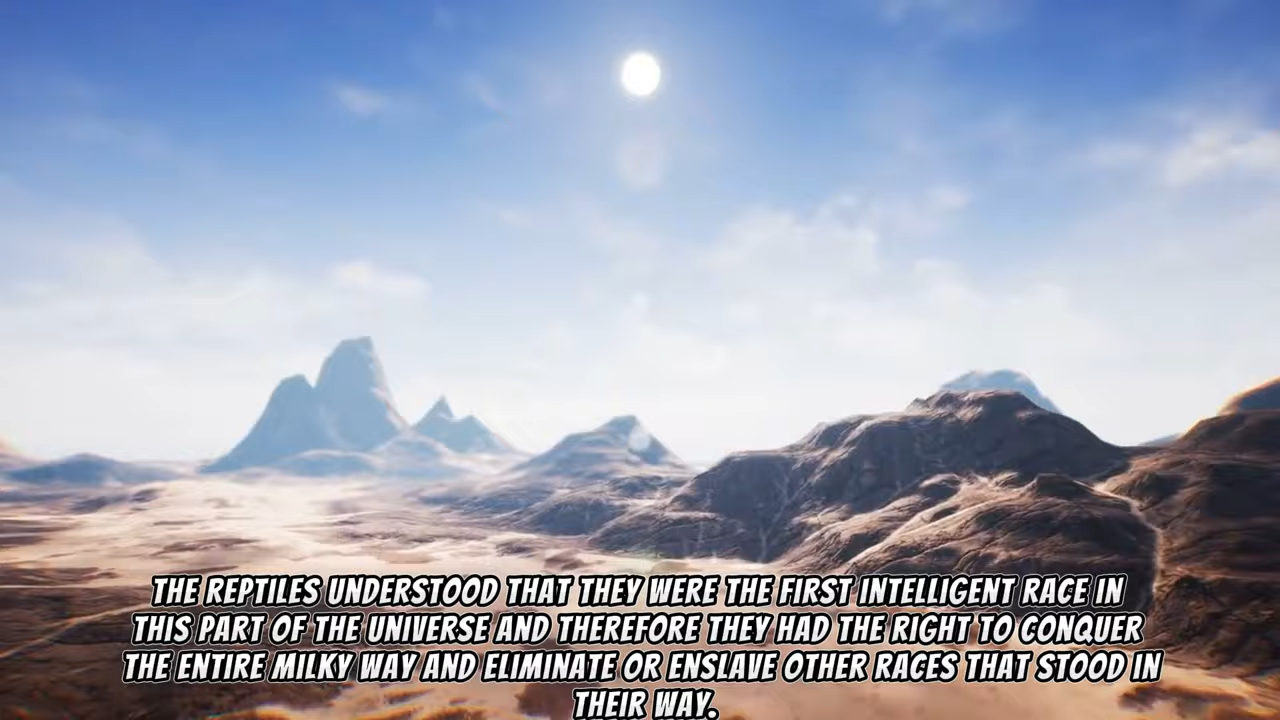 THE REPTILES UNDERSTOOD THAT THEY WERE THE FIRST INTELLIGENT RACE IN
THIS PART OF THE UNIVERSE AND THEREFORE THEY HAD THE RIGHT TO CONQUER
THE ENTIRE MILKY WAY AND ELIMINATE OR ENSLAVE OTHER RACES THAT STOOD IN
THEIR WAY.